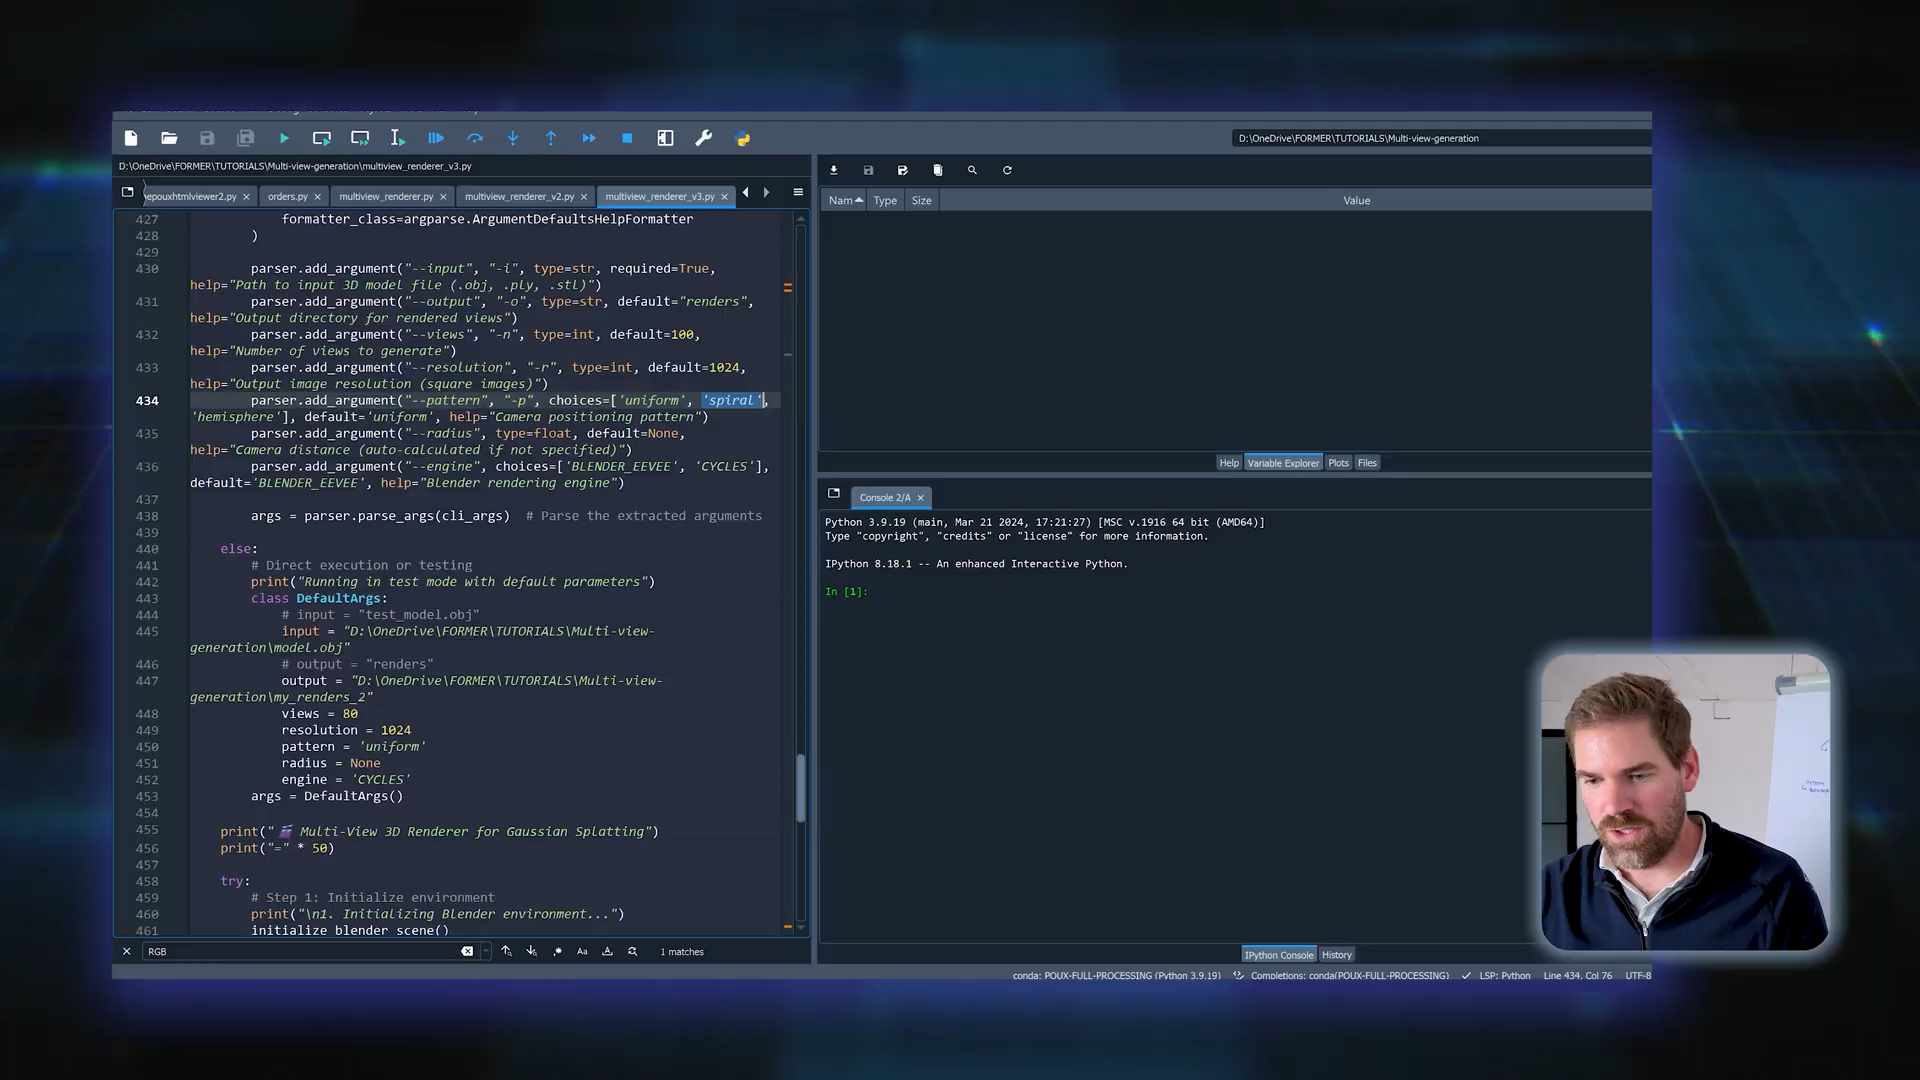 D:\OneDrive\FORMER\TUTORIALS\Multi-view-generation
D:\OneDrive\FORMER\TUTORIALS\Multi-view-generation\multiview_renderer_v3.py
epouxhtmlviewer2.py orders.py multiview_renderer.py multiview_renderer_v2.py multiview_renderer_v3.py
427 formatter_class=argparse.ArgumentDefaultsHelpFormatter
428 )
429
430 parser.add_argument("--input", "-i", type=str, required=True,
help="Path to input 3D model file (.obj, .ply, .stl)")
431 parser.add_argument("--output", "-o", type=str, default="renders",
help="Output directory for rendered views")
432 parser.add_argument("--views", "-n", type=int, default=100,
help="Number of views to generate")
433 parser.add_argument("--resolution", "-r", type=int, default=1024,
help="Output image resolution (square images)")
434 parser.add_argument("--pattern", "-p", choices=['uniform', 'spiral',
'hemisphere'], default='uniform', help="Camera positioning pattern")
435 parser.add_argument("--radius", type=float, default=None,
help="Camera distance (auto-calculated if not specified)")
436 parser.add_argument("--engine", choices=['BLENDER_EEVEE', 'CYCLES'],
default='BLENDER_EEVEE', help="Blender rendering engine")
437
438 args = parser.parse_args(cli_args)  # Parse the extracted arguments
439
440 else:
441 # Direct execution or testing
442 print("Running in test mode with default parameters")
443 class DefaultArgs:
444 # input = "test_model.obj"
445 input = "D:\OneDrive\FORMER\TUTORIALS\Multi-view-
generation\model.obj"
446 # output = "renders"
447 output = "D:\OneDrive\FORMER\TUTORIALS\Multi-view-
generation\my_renders_2"
448 views = 80
449 resolution = 1024
450 pattern = 'uniform'
451 radius = None
452 engine = 'CYCLES'
453 args = DefaultArgs()
454
455 print("🎬 Multi-View 3D Renderer for Gaussian Splatting")
456 print("=" * 50)
457
458 try:
459 # Step 1: Initialize environment
460 print("\n1. Initializing Blender environment...")
461 initialize_blender_scene()
RGB Aa 1 matches
Nam Type Size Value
Help Variable Explorer Plots Files
Console 2/A
Python 3.9.19 (main, Mar 21 2024, 17:21:27) [MSC v.1916 64 bit (AMD64)]
Type "copyright", "credits" or "license" for more information.
IPython 8.18.1 -- An enhanced Interactive Python.
In [1]:
IPython Console History
conda: POUX-FULL-PROCESSING (Python 3.9.19) Completions: conda(POUX-FULL-PROCESSING) LSP: Python Line 434, Col 76 UTF-8